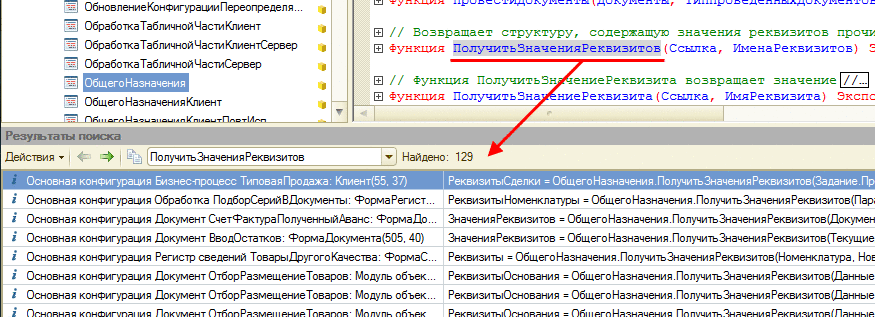 ОбновлениеКонфигурацииПереопределя...
ОбработкаТабличнойЧастиКлиент
ОбработкаТабличнойЧастиКлиентСервер
ОбработкаТабличнойЧастиСервер
ОбщегоНазначения
ОбщегоНазначенияКлиент
ОбщегоНазначенияКлиентПовтИсп
Функция ПровестиДокументы(Документы, ТипПроведенныхДокументов
// Возвращает структуру, содержащую значения реквизитов прочи
Функция ПолучитьЗначенияРеквизитов(Ссылка, ИменаРеквизитов) Э
// Функция ПолучитьЗначениеРеквизита возвращает значение //...
Функция ПолучитьЗначениеРеквизита(Ссылка, ИмяРеквизита) Экспо
Результаты поиска
Действия ПолучитьЗначенияРеквизитов Найдено: 129
Основная конфигурация Бизнес-процесс ТиповаяПродажа: Клиент(55, 37) РеквизитыСделки = ОбщегоНазначения.ПолучитьЗначенияРеквизитов(Задание.Пр
Основная конфигурация Обработка ПодборСерийВДокументы: ФормаРегист... РеквизитыНоменклатуры = ОбщегоНазначения.ПолучитьЗначенияРеквизитов(Пара
Основная конфигурация Документ СчетФактураПолученныйАванс: ФормаДо... ЗначенияРеквизитов = ОбщегоНазначения.ПолучитьЗначенияРеквизитов(Докумен
Основная конфигурация Документ ВводОстатков: ФормаДокумента(505, 40) ЗначенияРеквизитов = ОбщегоНазначения.ПолучитьЗначенияРеквизитов(Текущие
Основная конфигурация Регистр сведений ТоварыДругогоКачества: ФормаС... Реквизиты = ОбщегоНазначения.ПолучитьЗначенияРеквизитов(Номенклатура, Нов
Основная конфигурация Документ ОтборРазмещениеТоваров: Модуль объек... РеквизитыОснования = ОбщегоНазначения.ПолучитьЗначенияРеквизитов(Данные
Основная конфигурация Документ ОтборРазмещениеТоваров: Модуль объек... РеквизитыОснования = ОбщегоНазначения.ПолучитьЗначенияРеквизитов(Данные
Основная конфигурация Документ ОтборРазмещениеТоваров: Модуль объек... РеквизитыОснования = ОбщегоНазначения.ПолучитьЗначенияРеквизитов(Данные